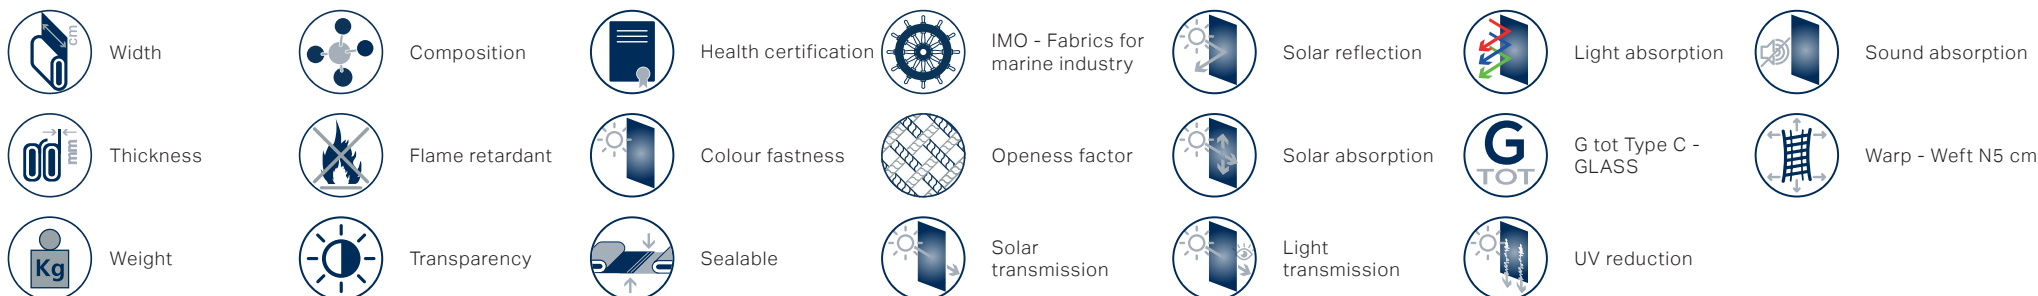 cm
Width
Composition
Health certification
IMO - Fabrics for
marine industry
Solar reflection
Light absorption
Sound absorption
mm
Thickness
Flame retardant
Colour fastness
Openess factor
Solar absorption
G
TOT
G tot Type C -
GLASS
Warp - Weft N5 cm
Kg
Weight
Transparency
Sealable
Solar
transmission
Light
transmission
UV reduction